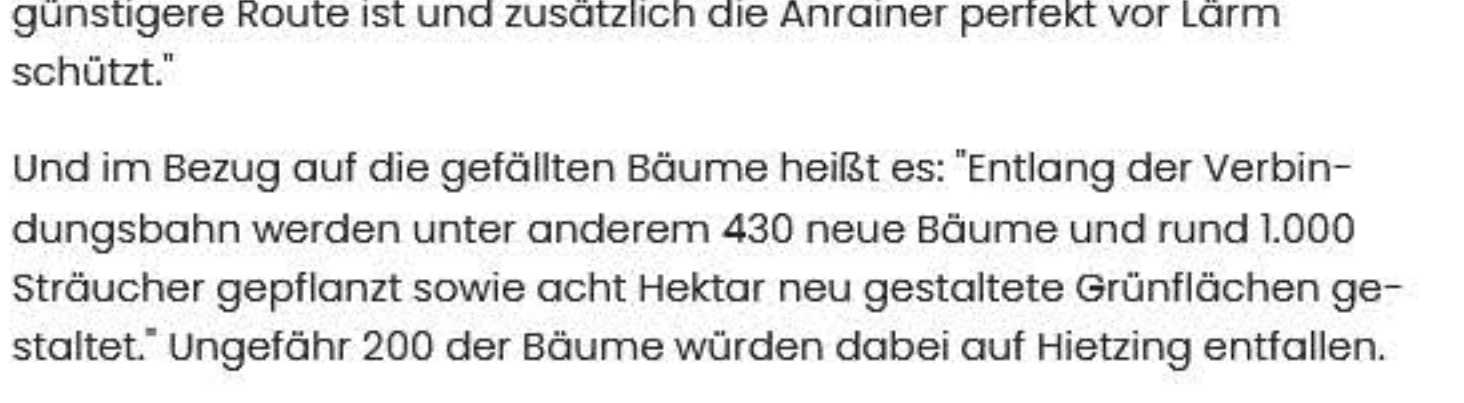 günstigere Route ist und zusätzlich die Anrainer perfekt vor Lärm
schützt."
Und im Bezug auf die gefällten Bäume heißt es: "Entlang der Verbin-
dungsbahn werden unter anderem 430 neue Bäume und rund 1.000
Sträucher gepflanzt sowie acht Hektar neu gestaltete Grünflächen ge-
staltet." Ungefähr 200 der Bäume würden dabei auf Hietzing entfallen.